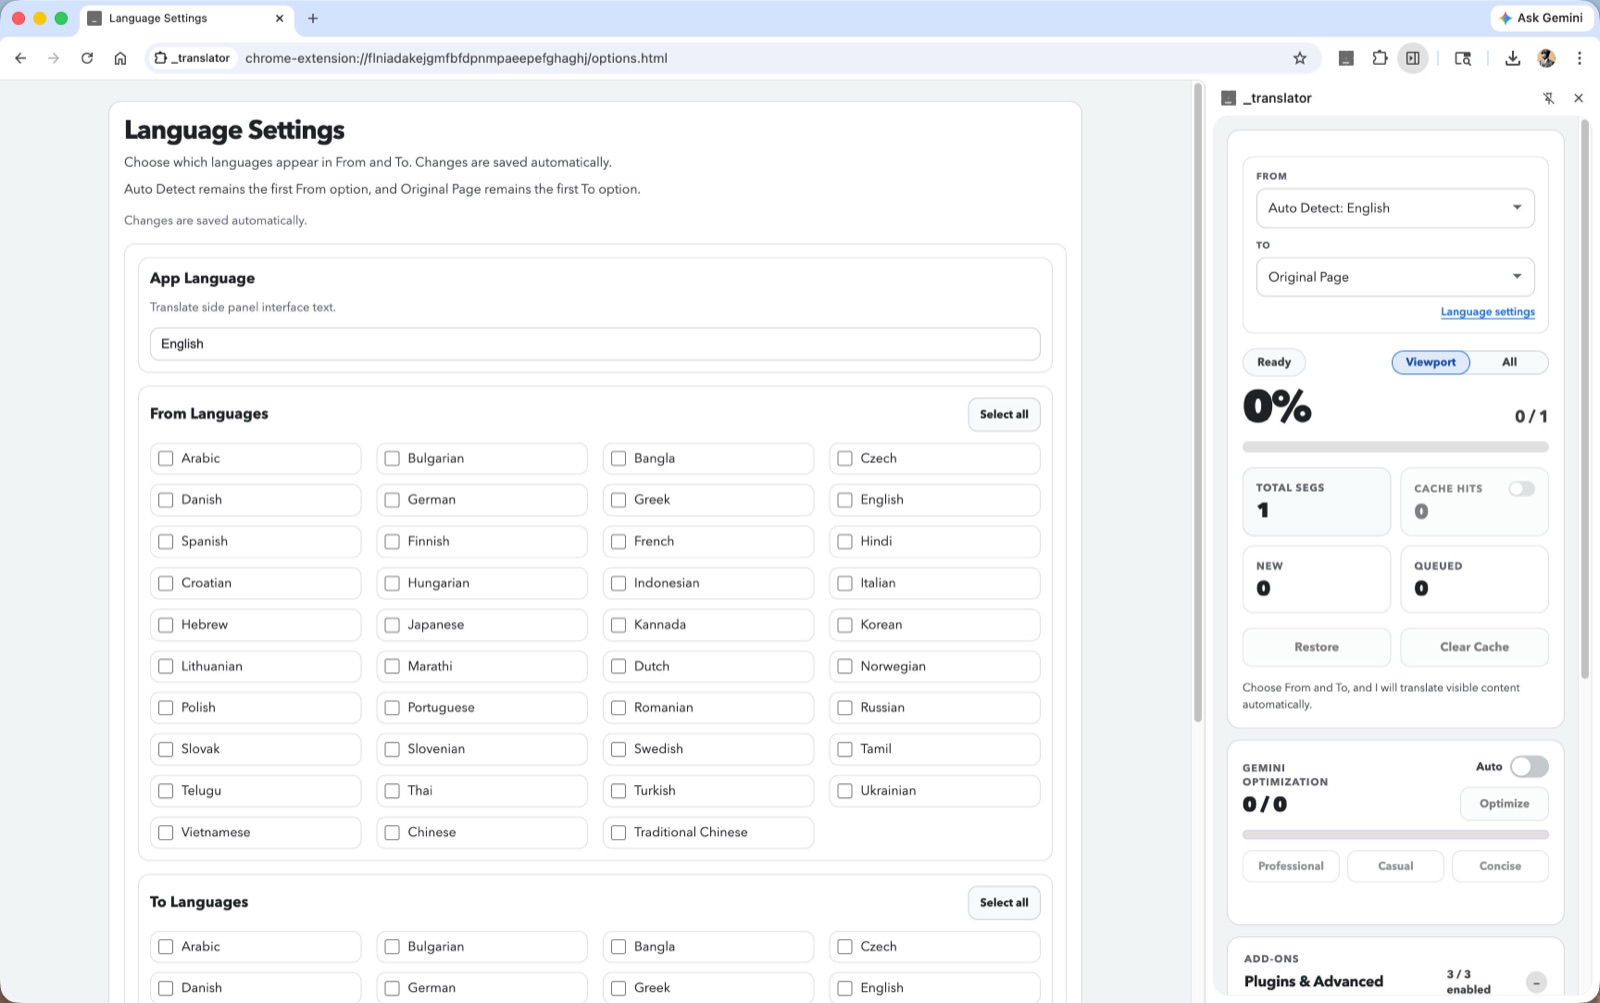 Language Settings
Ask Gemini
_translator
chrome-extension://flniadakejgmfbfdpnmpaeepefghaghj/options.html
Language Settings
Choose which languages appear in From and To. Changes are saved automatically.
Auto Detect remains the first From option, and Original Page remains the first To option.
Changes are saved automatically.
App Language
Translate side panel interface text.
English
From Languages
Select all
Arabic
Bulgarian
Bangla
Czech
Danish
German
Greek
English
Spanish
Finnish
French
Hindi
Croatian
Hungarian
Indonesian
Italian
Hebrew
Japanese
Kannada
Korean
Lithuanian
Marathi
Dutch
Norwegian
Polish
Portuguese
Romanian
Russian
Slovak
Slovenian
Swedish
Tamil
Telugu
Thai
Turkish
Ukrainian
Vietnamese
Chinese
Traditional Chinese
To Languages
Select all
Arabic
Bulgarian
Bangla
Czech
Danish
German
Greek
English
_translator
FROM
Auto Detect: English
TO
Original Page
Language settings
Ready
Viewport
All
0%
0 / 1
TOTAL SEGS
1
CACHE HITS
0
NEW
0
QUEUED
0
Restore
Clear Cache
Choose From and To, and I will translate visible content
automatically.
GEMINI
OPTIMIZATION
Auto
0 / 0
Optimize
Professional
Casual
Concise
ADD-ONS
Plugins & Advanced
3 / 3
enabled